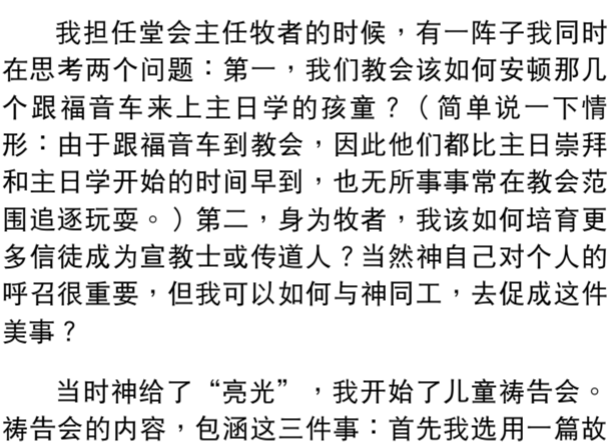 我担任堂会主任牧者的时候，有一阵子我同时
在思考两个问题：第一，我们教会该如何安顿那几
个跟福音车来上主日学的孩童？（简单说一下情
形：由于跟福音车到教会，因此他们都比主日崇拜
和主日学开始的时间早到，也无所事事常在教会范
围追逐玩耍。）第二，身为牧者，我该如何培育更
多信徒成为宣教士或传道人？当然神自己对个人的
呼召很重要，但我可以如何与神同工，去促成这件
美事？
当时神给了“亮光”，我开始了儿童祷告会。
祷告会的内容，包涵这三件事：首先我选用一篇故